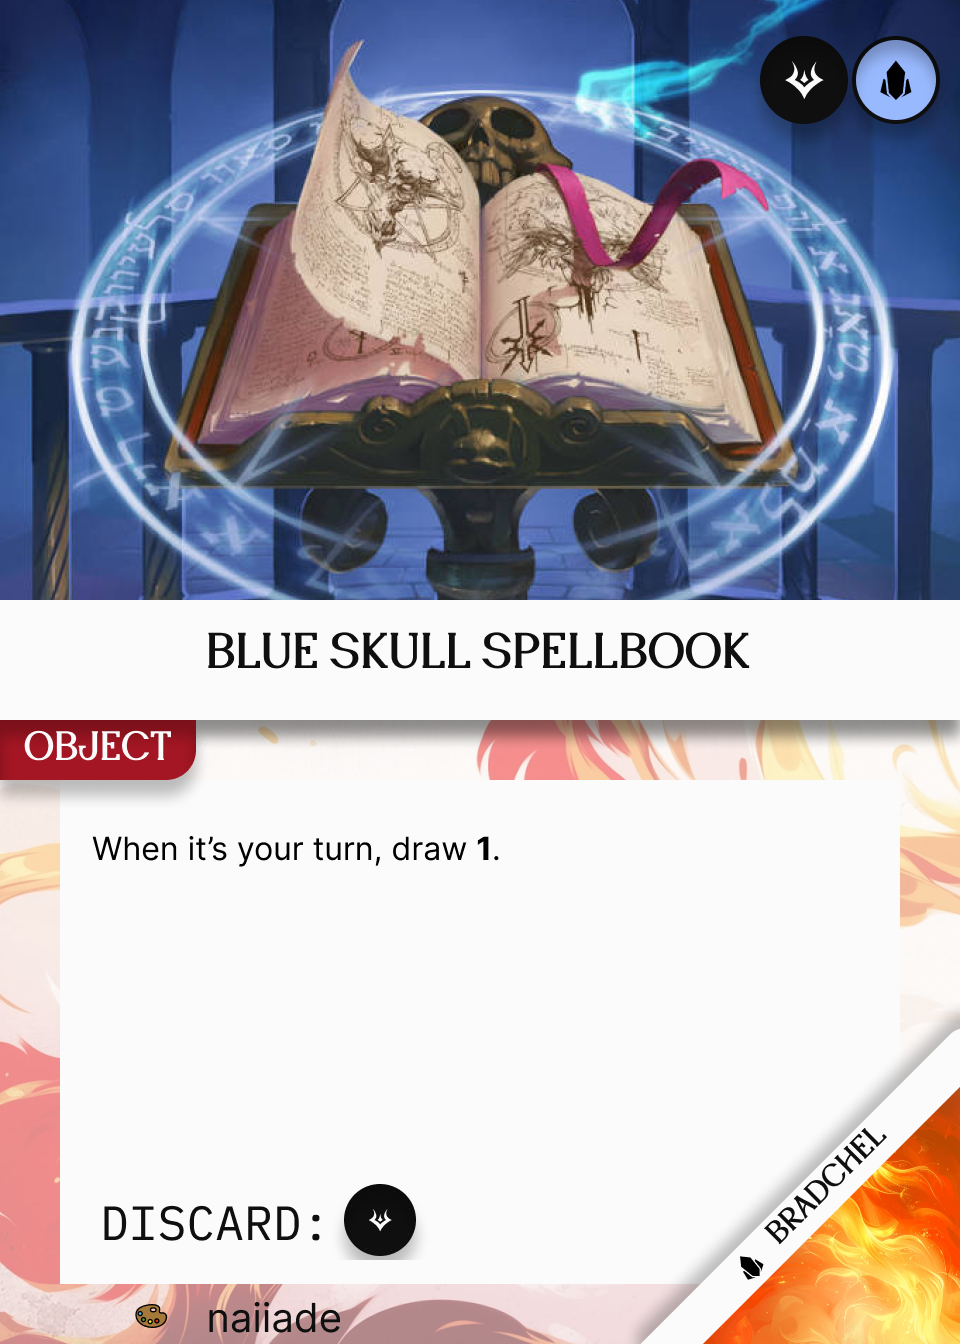 BLUE SKULL SPELLBOOK
OBJECT
When it's your turn, draw 1.
BRADCHEL
DISCARD:
naiiade